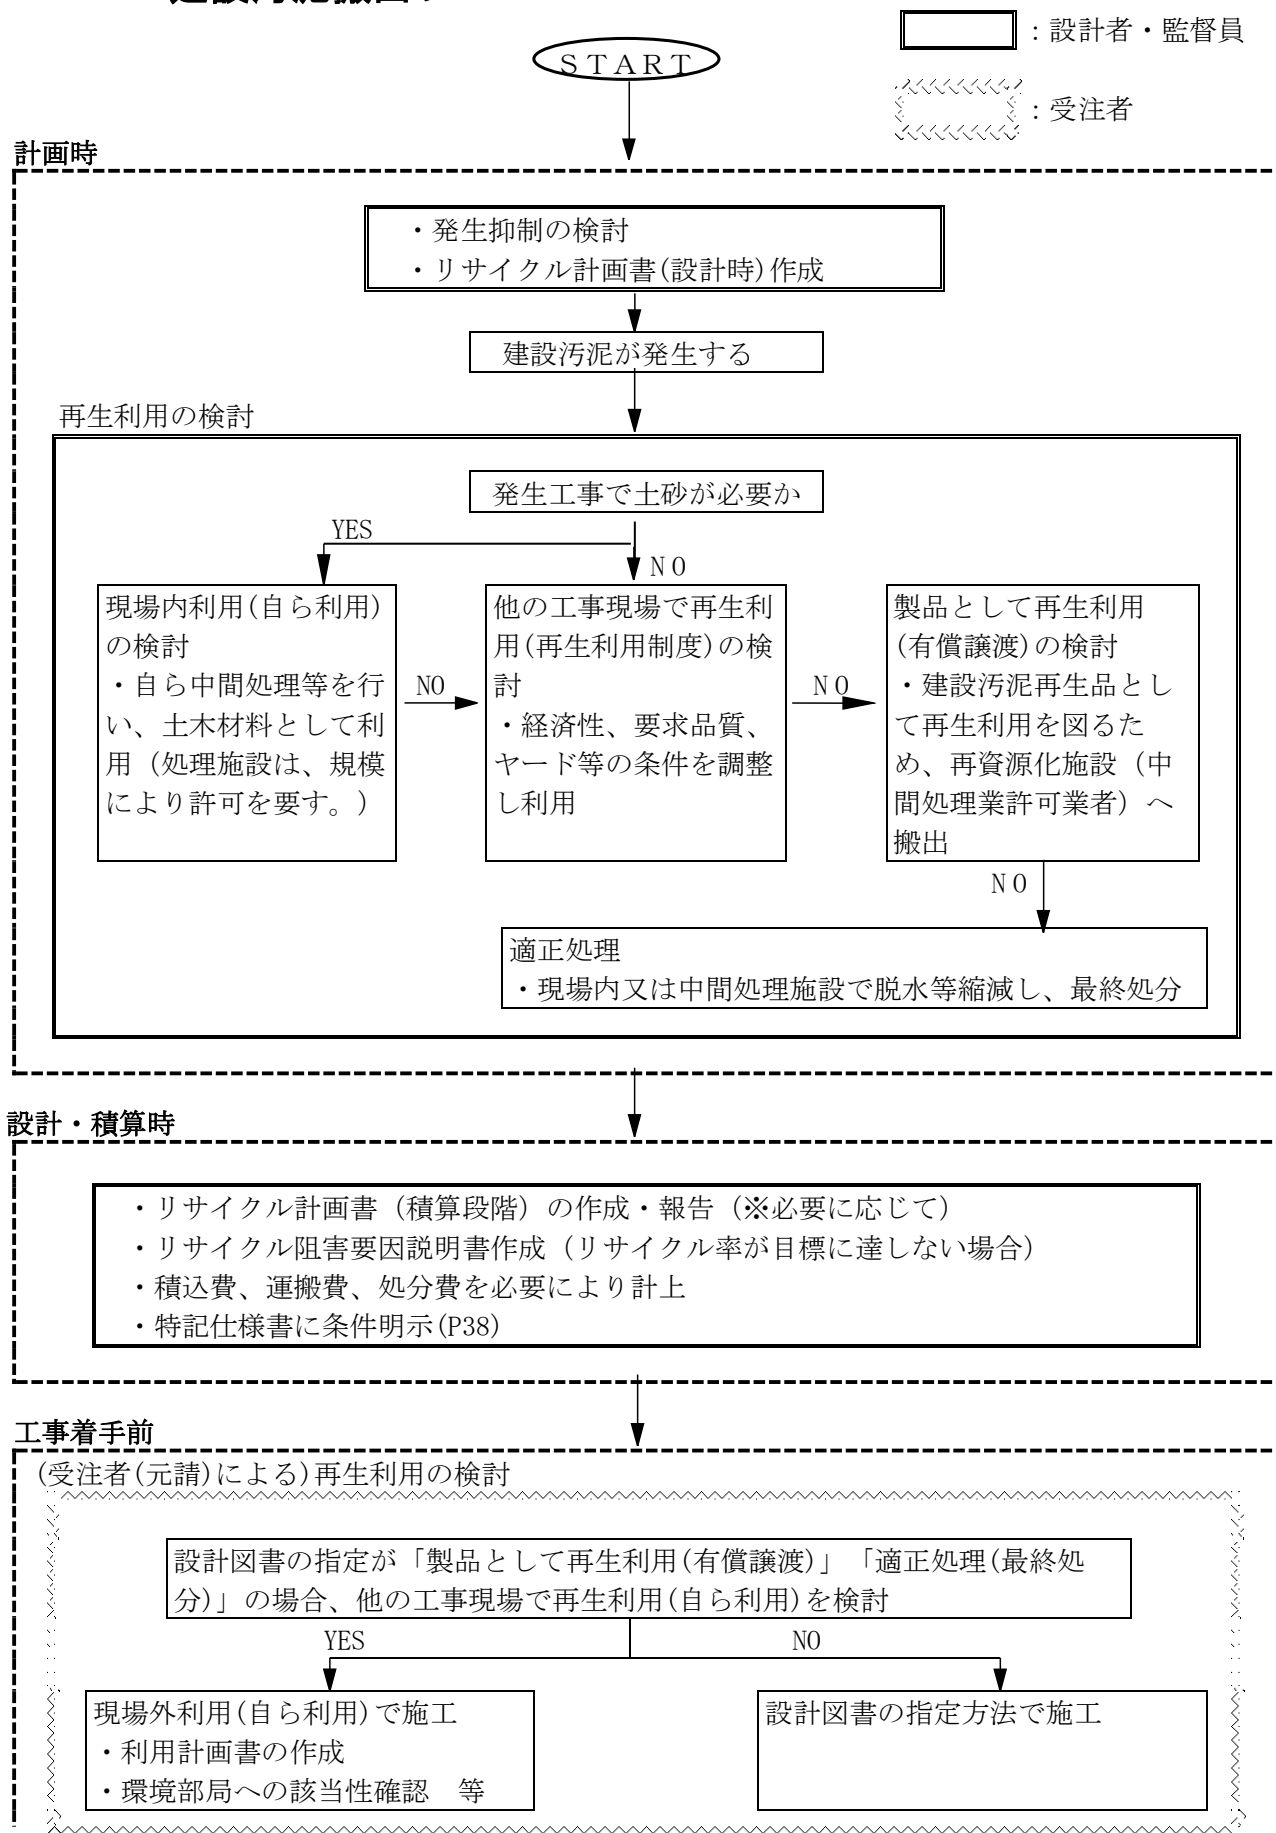 ：設計者・監督員
ＳＴＡＲＴ
：受注者
計画時
・発生抑制の検討
・リサイクル計画書(設計時)作成
建設汚泥が発生する
再生利用の検討
発生工事で土砂が必要か
YES
ＮＯ
現場内利用(自ら利用)
の検討
・自ら中間処理等を行
い、土木材料として利
用（処理施設は、規模
により許可を要す。）
NO
他の工事現場で再生利
用(再生利用制度)の検
討
・経済性、要求品質、
ヤード等の条件を調整
し利用
ＮＯ
製品として再生利用
(有償譲渡)の検討
・建設汚泥再生品とし
て再生利用を図るた
め、再資源化施設（中
間処理業許可業者）へ
搬出
ＮＯ
適正処理
・現場内又は中間処理施設で脱水等縮減し、最終処分
設計・積算時
・リサイクル計画書（積算段階）の作成・報告（※必要に応じて）
・リサイクル阻害要因説明書作成（リサイクル率が目標に達しない場合）
・積込費、運搬費、処分費を必要により計上
・特記仕様書に条件明示(P38)
工事着手前
(受注者(元請)による)再生利用の検討
設計図書の指定が「製品として再生利用(有償譲渡)」「適正処理(最終処
分)」の場合、他の工事現場で再生利用(自ら利用)を検討
YES
NO
現場外利用(自ら利用)で施工
・利用計画書の作成
・環境部局への該当性確認　等
設計図書の指定方法で施工